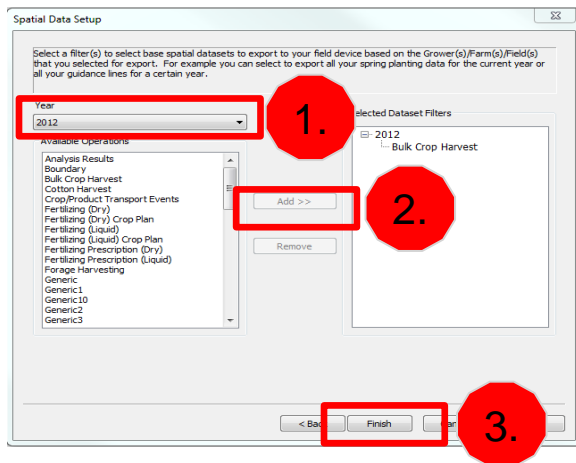 Spatial Data Setup
Select a filter(s) to select base spatial datasets to export to your field device based on the Grower(s)/Farm(s)/Field(s)
that you selected for export. For example you can select to export all your spring planting data for the current year or
all your guidance lines for a certain year.
Year
2012
1.
Available Operations
Analysis Results
Boundary
Bulk Crop Harvest
Cotton Harvest
Crop/Product Transport Events
Fertilizing (Dry)
Fertilizing (Dry) Crop Plan
Fertilizing (Liquid)
Fertilizing (Liquid) Crop Plan
Fertilizing Prescription (Dry)
Fertilizing Prescription (Liquid)
Forage Harvesting
Generic
Generic1
Generic10
Generic2
Generic3
Add >>
2.
Remove
elected Dataset Filters
2012
Bulk Crop Harvest
< Bac
Finish
3.